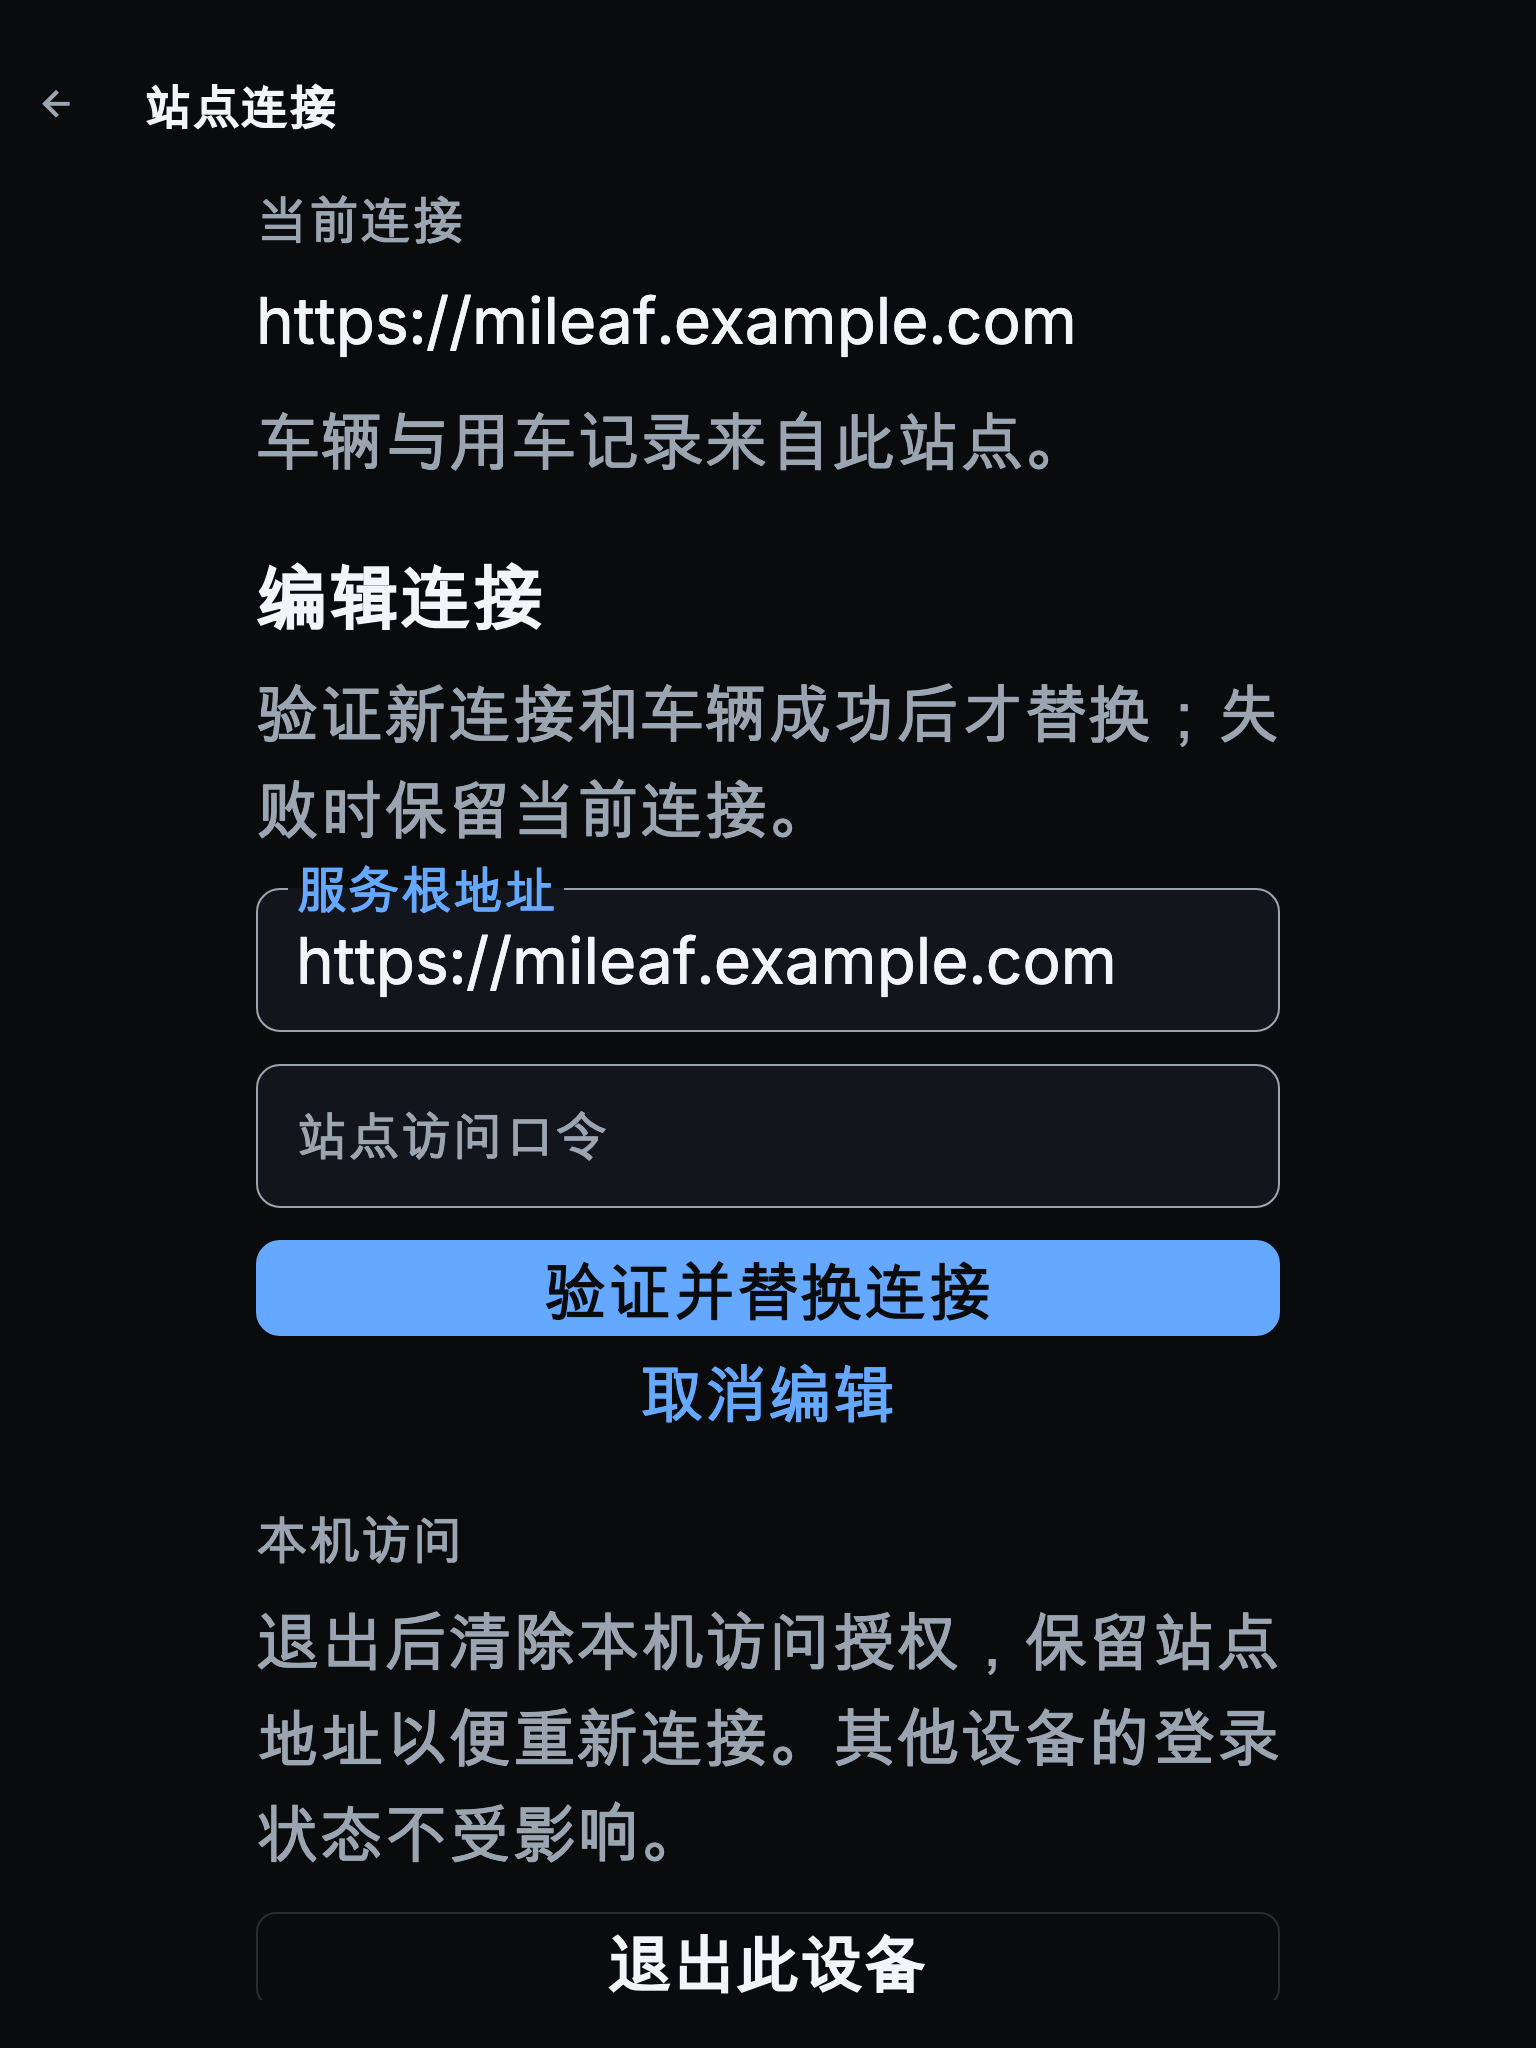 站点连接
当前连接
https://mileaf.example.com
车辆与用车记录来自此站点。
编辑连接
验证新连接和车辆成功后才替换；失
败时保留当前连接。
服务根地址
https://mileaf.example.com
站点访问口令
验证并替换连接
取消编辑
本机访问
退出后清除本机访问授权，保留站点
地址以便重新连接。其他设备的登录
状态不受影响。
退出此设备